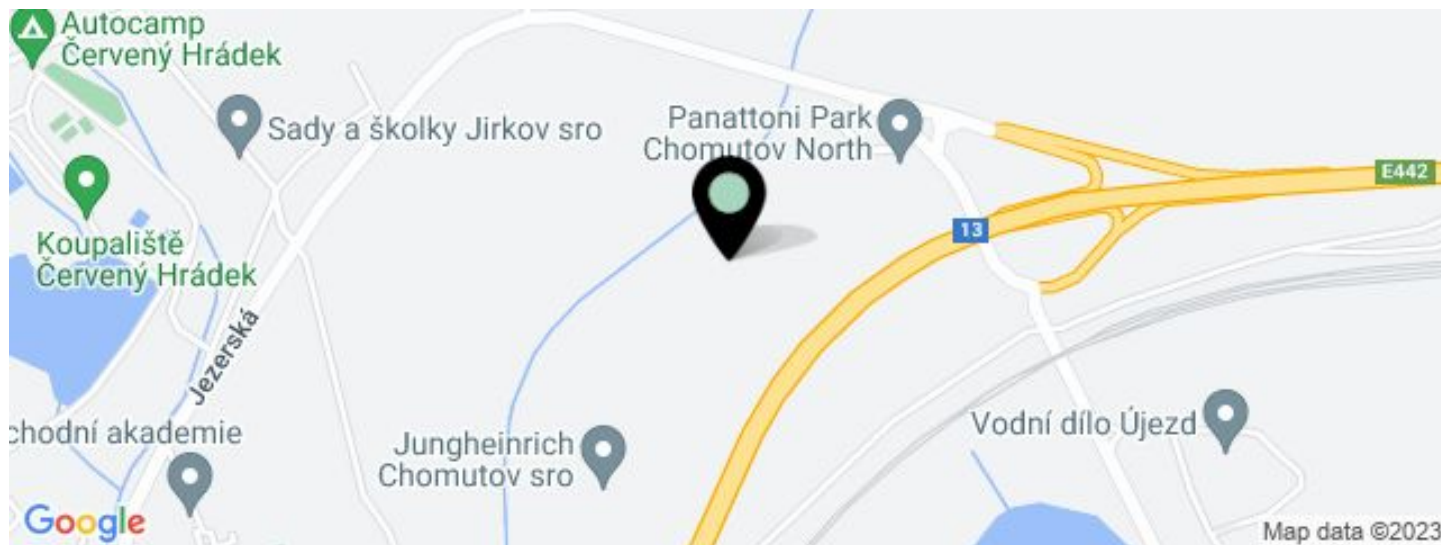 Autocamp
Červený Hrádek
Sady a školky Jirkov sro
Panattoni Park
Chomutov North
E442
13
Koupaliště
Červený Hrádek
Jezerská
chodní akademie
Jungheinrich
Chomutov sro
Vodní dílo Újezd
Google
Map data ©2023